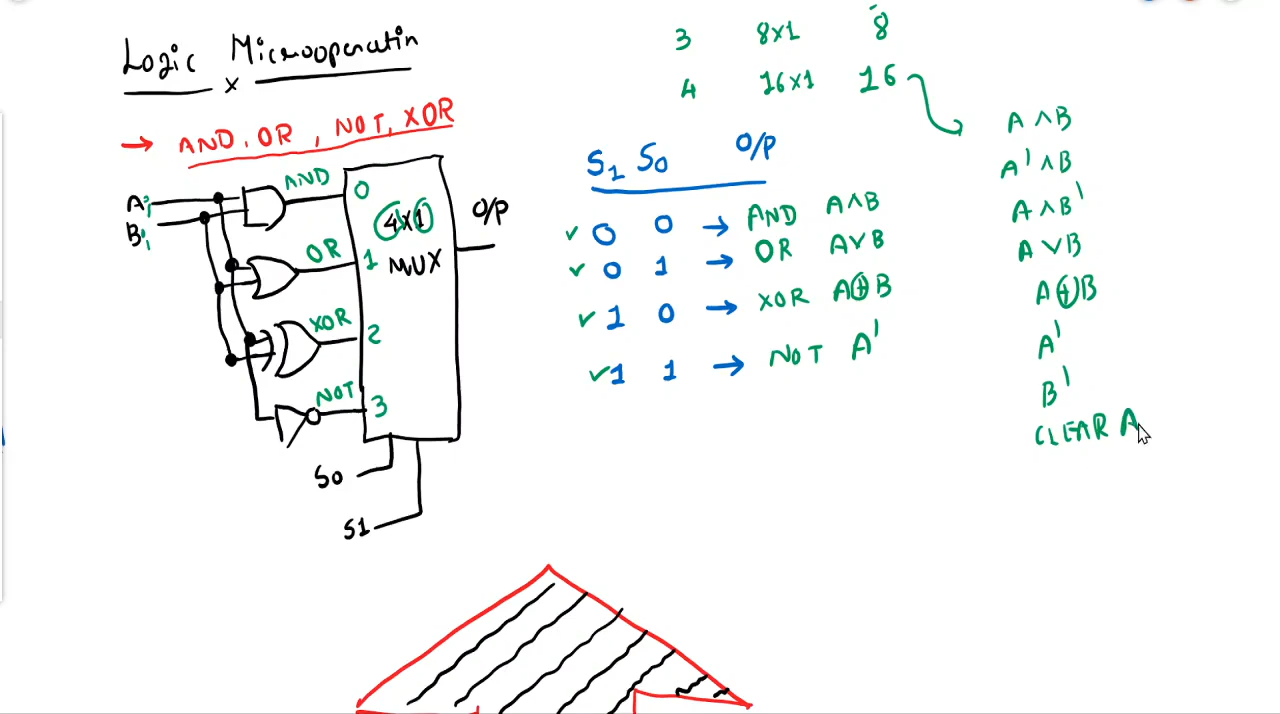 Logic Microoperatin
→ AND, OR, NOT, XOR
Ai
Bi
AND
OR
XOR
NOT
0
1
2
3
4x1
MUX
O/P
S0
S1
3 8x1 8
4 16x1 16
S1 S0 O/P
✓ 0 0 → AND A∧B
✓ 0 1 → OR A∨B
✓ 1 0 → XOR A⊕B
✓ 1 1 → NOT A'
A∧B
A'∧B
A∧B'
A∨B
A⊕B
A'
B'
CLEAR A